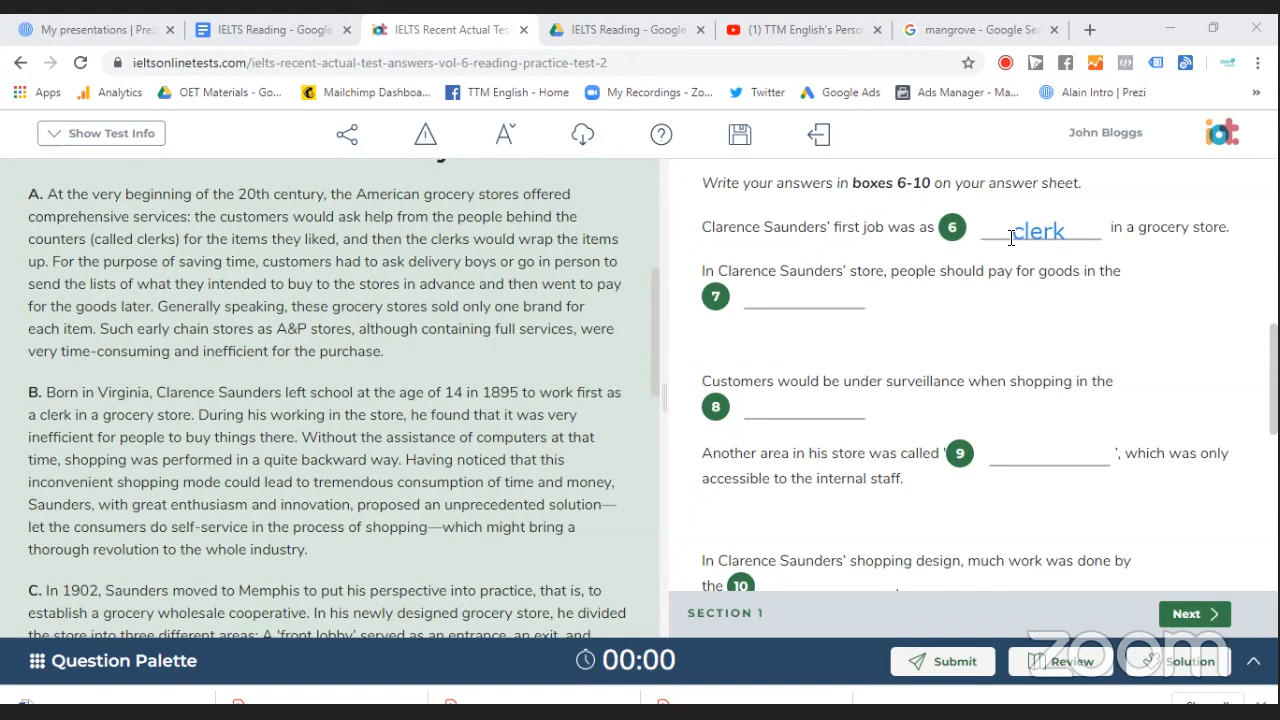 My presentations | Prez
IELTS Reading - Google
IELTS Recent Actual Tes
IELTS Reading - Google
(1) TTM English's Perso
mangrove - Google Sea
ieltsonlinetests.com/ielts-recent-actual-test-answers-vol-6-reading-practice-test-2
Apps
Analytics
OET Materials - Go...
Mailchimp Dashboa...
TTM English - Home
My Recordings - Zo...
Twitter
Google Ads
Ads Manager - Ma...
Alain Intro | Prezi
»
Show Test Info
John Bloggs
iot
A. At the very beginning of the 20th century, the American grocery stores offered
comprehensive services: the customers would ask help from the people behind the
counters (called clerks) for the items they liked, and then the clerks would wrap the items
up. For the purpose of saving time, customers had to ask delivery boys or go in person to
send the lists of what they intended to buy to the stores in advance and then went to pay
for the goods later. Generally speaking, these grocery stores sold only one brand for
each item. Such early chain stores as A&P stores, although containing full services, were
very time-consuming and inefficient for the purchase.
B. Born in Virginia, Clarence Saunders left school at the age of 14 in 1895 to work first as
a clerk in a grocery store. During his working in the store, he found that it was very
inefficient for people to buy things there. Without the assistance of computers at that
time, shopping was performed in a quite backward way. Having noticed that this
inconvenient shopping mode could lead to tremendous consumption of time and money,
Saunders, with great enthusiasm and innovation, proposed an unprecedented solution—
let the consumers do self-service in the process of shopping—which might bring a
thorough revolution to the whole industry.
C. In 1902, Saunders moved to Memphis to put his perspective into practice, that is, to
establish a grocery wholesale cooperative. In his newly designed grocery store, he divided
the store into three different areas: A 'front lobby' served as an entrance, an exit, and
Write your answers in boxes 6-10 on your answer sheet.
Clarence Saunders' first job was as 6 clerk in a grocery store.
In Clarence Saunders' store, people should pay for goods in the
7
Customers would be under surveillance when shopping in the
8
Another area in his store was called '9 ', which was only
accessible to the internal staff.
In Clarence Saunders' shopping design, much work was done by
the 10 .
SECTION 1
Next
Question Palette
00:00
Submit
Review
Solution
zoom